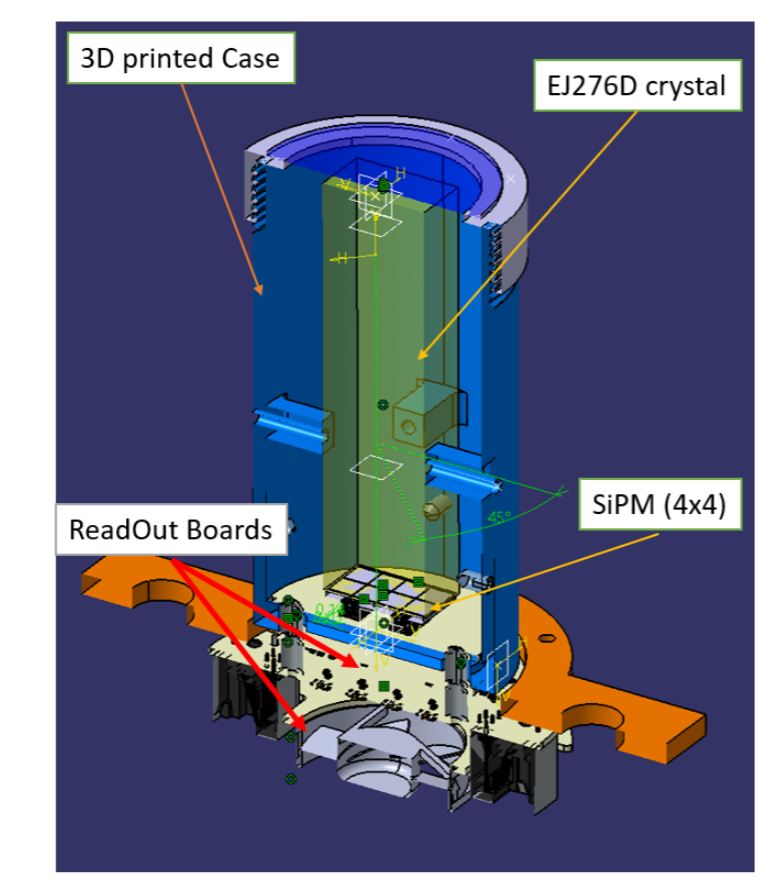 3D printed Case
EJ276D crystal
H
H
SiPM (4x4)
45°
ReadOut Boards
H
V